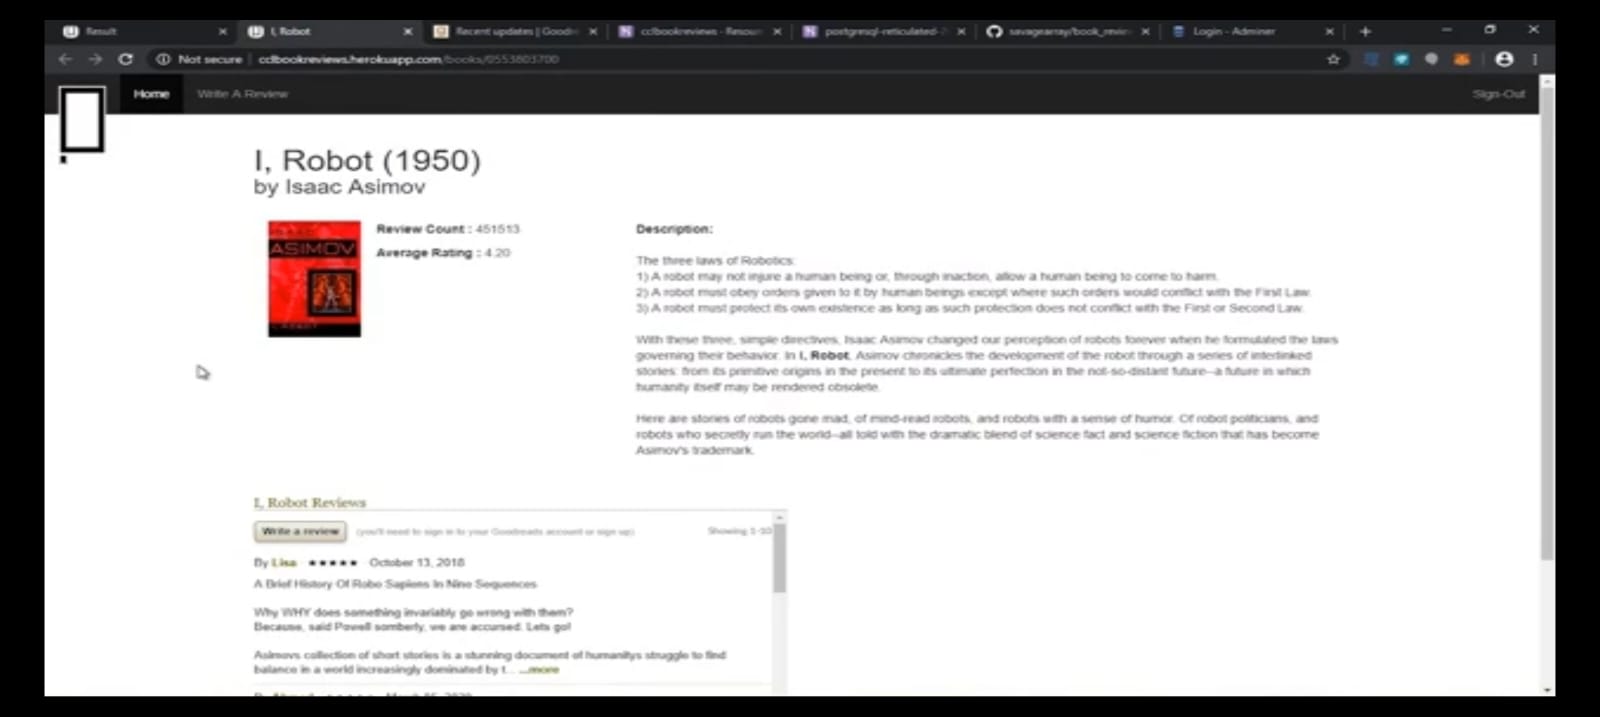 Result
I, Robot
Recent updates | Good
cclbookreviews - Resour
postgresql-reticulated-
savagearray/book_revie
Login - Adminer
Not secure | cclbookreviews.herokuapp.com/books/0553803700
Home
Write A Review
Sign-Out
I, Robot (1950)
by Isaac Asimov
ASIMOV
Review Count : 451513
Average Rating : 4.20
Description:
The three laws of Robotics:
1) A robot may not injure a human being or, through inaction, allow a human being to come to harm.
2) A robot must obey orders given to it by human beings except where such orders would conflict with the First Law.
3) A robot must protect its own existence as long as such protection does not conflict with the First or Second Law.
With these three, simple directives, Isaac Asimov changed our perception of robots forever when he formulated the laws
governing their behavior. In I, Robot, Asimov chronicles the development of the robot through a series of interlinked
stories: from its primitive origins in the present to its ultimate perfection in the not-so-distant future--a future in which
humanity itself may be rendered obsolete.
Here are stories of robots gone mad, of mind-read robots, and robots with a sense of humor. Of robot politicians, and
robots who secretly run the world--all told with the dramatic blend of science fact and science fiction that has become
Asimov's trademark.
I, Robot Reviews
Write a review
(you'll need to sign in to your Goodreads account or sign up)
Showing 1-10
By Lisa ★★★★★ October 13, 2018
A Brief History Of Robo Sapiens In Nine Sequences
Why WHY does something invariably go wrong with them?
Because, said Powell somberly, we are accursed. Lets go!
Asimovs collection of short stories is a stunning document of humanitys struggle to find
balance in a world increasingly dominated by t... ...more